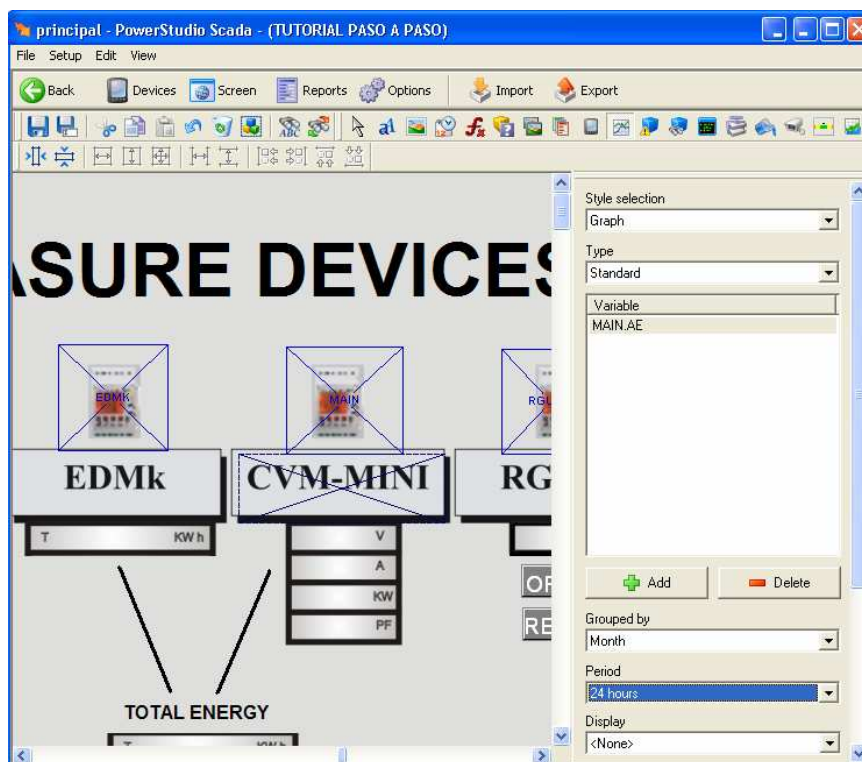 principal - PowerStudio Scada - (TUTORIAL PASO A PASO)
File Setup Edit View
Back Devices Screen Reports Options Import Export
ASURE DEVICES
EDMK
MAIN
RGU
EDMk
CVM-MINI
RG
T KW h
V
A
KW
PF
OF
RE
TOTAL ENERGY
T KW h
Style selection
Graph
Type
Standard
Variable
MAIN.AE
Add Delete
Grouped by
Month
Period
24 hours
Display
<None>